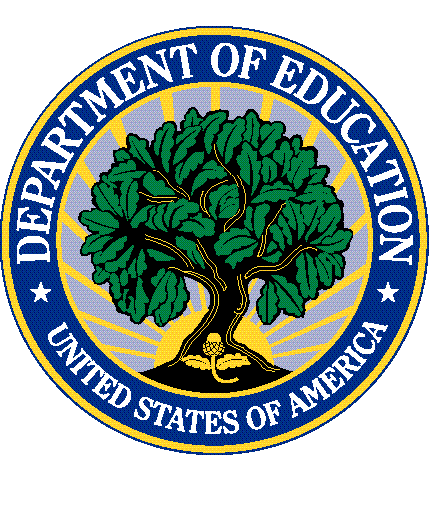 DEPARTMENT OF EDUCATION
UNITED STATES OF AMERICA